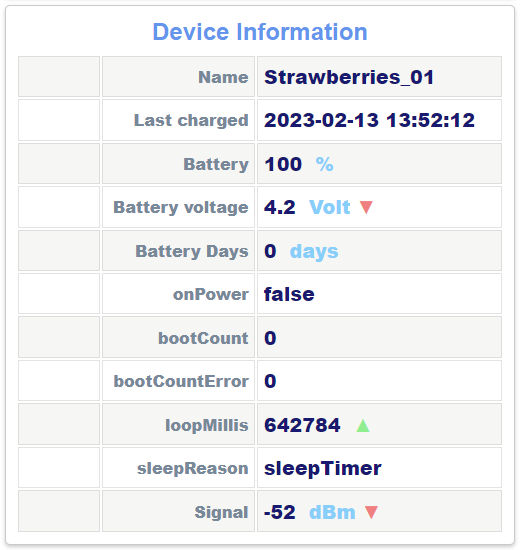 Device Information
Name Strawberries_01
Last charged 2023-02-13 13:52:12
Battery 100 %
Battery voltage 4.2 Volt ▼
Battery Days 0 days
onPower false
bootCount 0
bootCountError 0
loopMillis 642784 ▲
sleepReason sleepTimer
Signal -52 dBm ▼